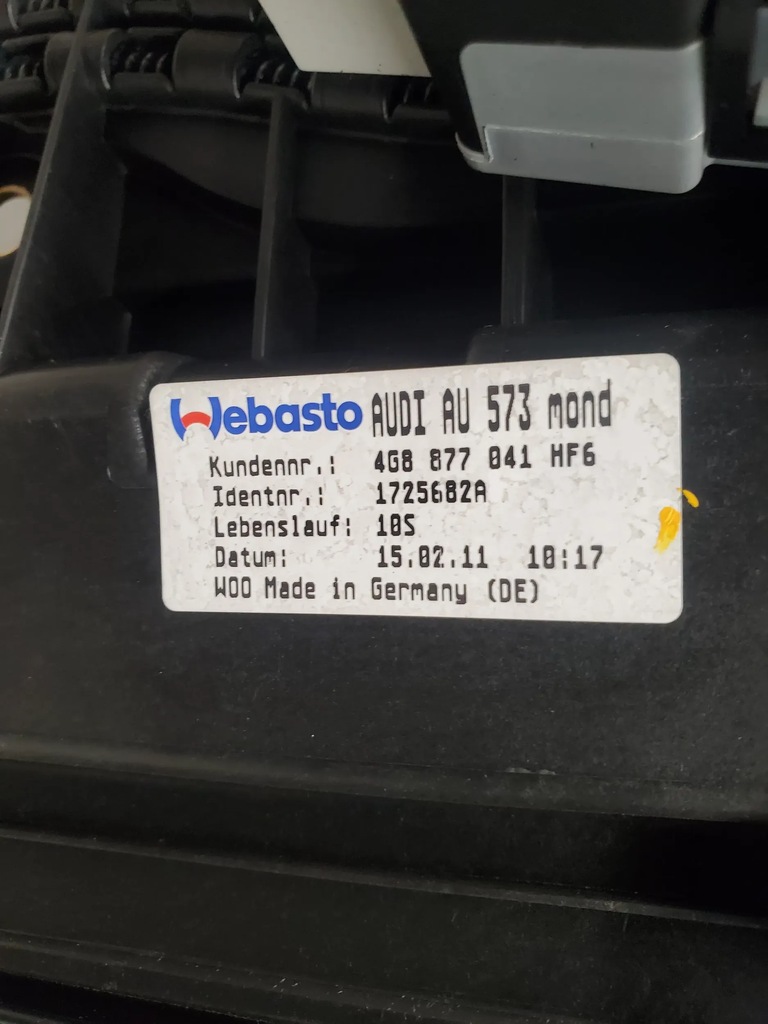 Webasto AUDI AU 573 mond
Kundennr.: 4G8 877 041 HF6
Identnr.: 1725682A
Lebenslauf: 10S
Datum: 15.02.11 10:17
WOO Made in Germany (DE)